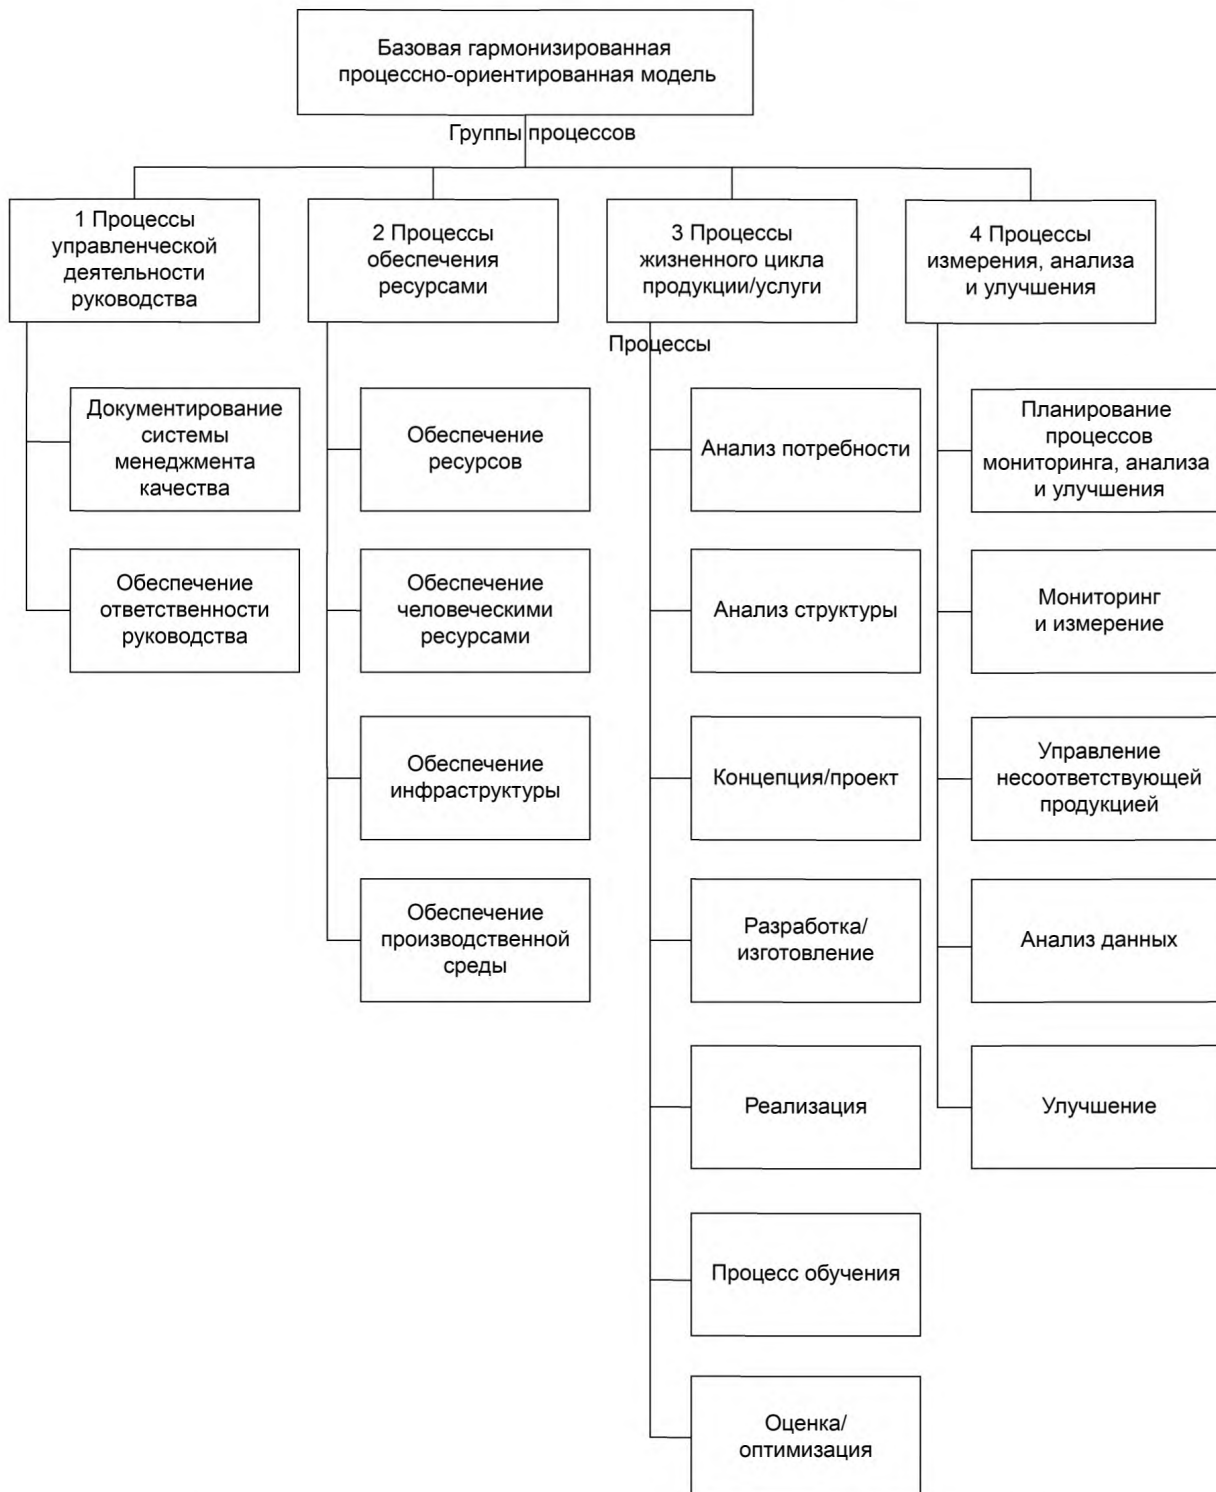 Базовая гармонизированная
процессно-ориентированная модель
Группы процессов
1 Процессы
управленческой
деятельности
руководства
2 Процессы
обеспечения
ресурсами
3 Процессы
жизненного цикла
продукции/услуги
4 Процессы
измерения, анализа
и улучшения
Процессы
Документирование
системы
менеджмента
качества
Обеспечение
ответственности
руководства
Обеспечение
ресурсов
Обеспечение
человеческими
ресурсами
Обеспечение
инфраструктуры
Обеспечение
производственной
среды
Анализ потребности
Анализ структуры
Концепция/проект
Разработка/
изготовление
Реализация
Процесс обучения
Оценка/
оптимизация
Планирование
процессов
мониторинга, анализа
и улучшения
Мониторинг
и измерение
Управление
несоответствующей
продукцией
Анализ данных
Улучшение